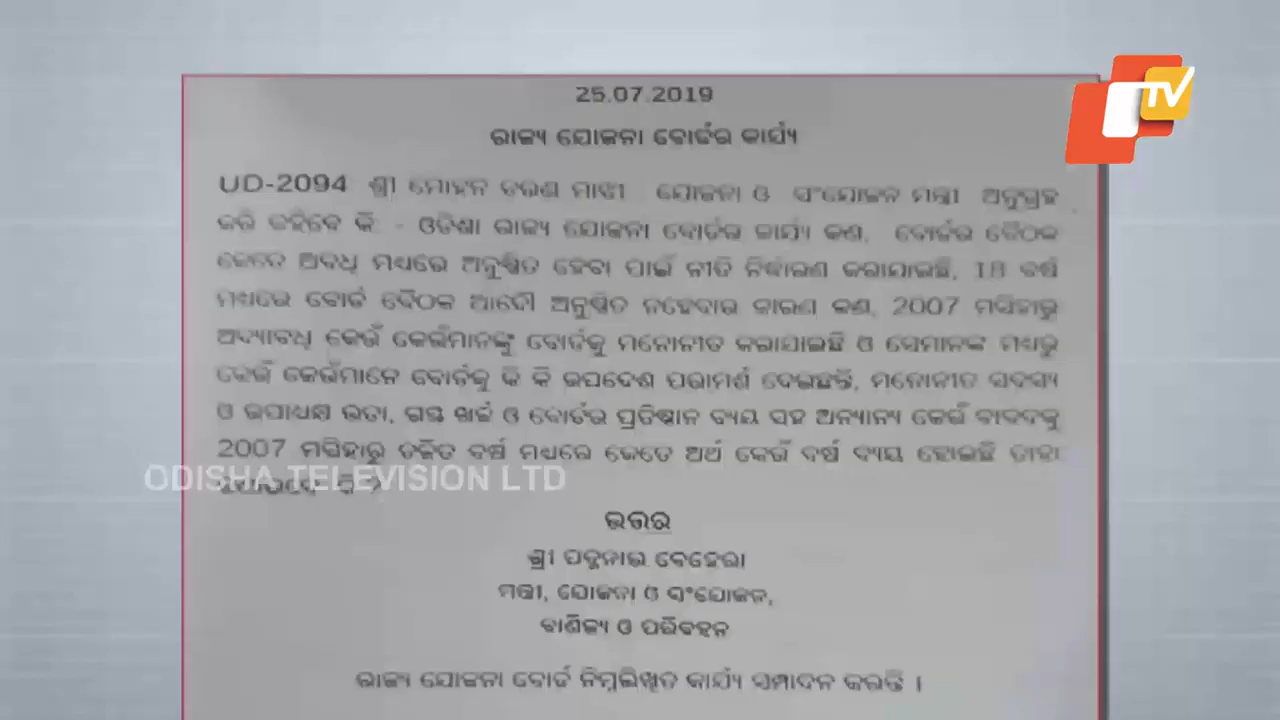 25.07.2019
TV
ରାଜ୍ୟ ଯୋଜନା ବୋର୍ଡର କାର୍ଯ୍ୟ
UD-2094 ଶ୍ରୀ ମୋହନ ଚରଣ ମାଝୀ ଯୋଜନା ଓ ସଂଯୋଜନ ମନ୍ତ୍ରୀ ଅନୁଗ୍ରହ
କରି କହିବେ କି - ଓଡିଶା ରାଜ୍ୟ ଯୋଜନା ବୋର୍ଡର କାର୍ଯ୍ୟ କଣ, ବୋର୍ଡର ବୈଠକ
କେତେ ଅବଧି ମଧ୍ୟରେ ଅନୁଷ୍ଠିତ ହେବା ପାଇଁ ନୀତି ନିର୍ଦ୍ଧାରଣ କରାଯାଇଛି, 18 ବର୍ଷ
ମଧ୍ୟରେ ବୋର୍ଡ ବୈଠକ ଆଦୌ ଅନୁଷ୍ଠିତ ନହେବାର କାରଣ କଣ, 2007 ମସିହାରୁ
ଅଦ୍ୟାବଧି କେଉଁ କେଉଁମାନଙ୍କୁ ବୋର୍ଡକୁ ମନୋନୀତ କରାଯାଇଛି ଓ ସେମାନଙ୍କ ମଧ୍ୟରୁ
କେଉଁ କେଉଁମାନେ ବୋର୍ଡକୁ କି କି ଉପଦେଶ ପରାମର୍ଶ ଦେଇଛନ୍ତି, ମନୋନୀତ ସଦସ୍ୟ
ଓ ଉପାଧ୍ୟକ୍ଷ ଭତା, ଗସ୍ତ ଖର୍ଚ୍ଚ ଓ ବୋର୍ଡର ପ୍ରତିଷ୍ଠାନ ବ୍ୟୟ ସହ ଅନ୍ୟାନ୍ୟ କେଉଁ ବାବଦକୁ
2007 ମସିହାରୁ ଚଳିତ ବର୍ଷ ମଧ୍ୟରେ କେତେ ଅର୍ଥ କେଉଁ ବର୍ଷ ବ୍ୟୟ ହୋଇଛି ତାହା
କି ?
ODISHA TELEVISION LTD
ଉତ୍ତର
ଶ୍ରୀ ପଦ୍ମନାଭ ବେହେରା
ମନ୍ତ୍ରୀ, ଯୋଜନା ଓ ସଂଯୋଜନ,
ବାଣିଜ୍ୟ ଓ ପରିବହନ
ରାଜ୍ୟ ଯୋଜନା ବୋର୍ଡ ନିମ୍ନଲିଖିତ କାର୍ଯ୍ୟ ସମ୍ପାଦନ କରନ୍ତି ।